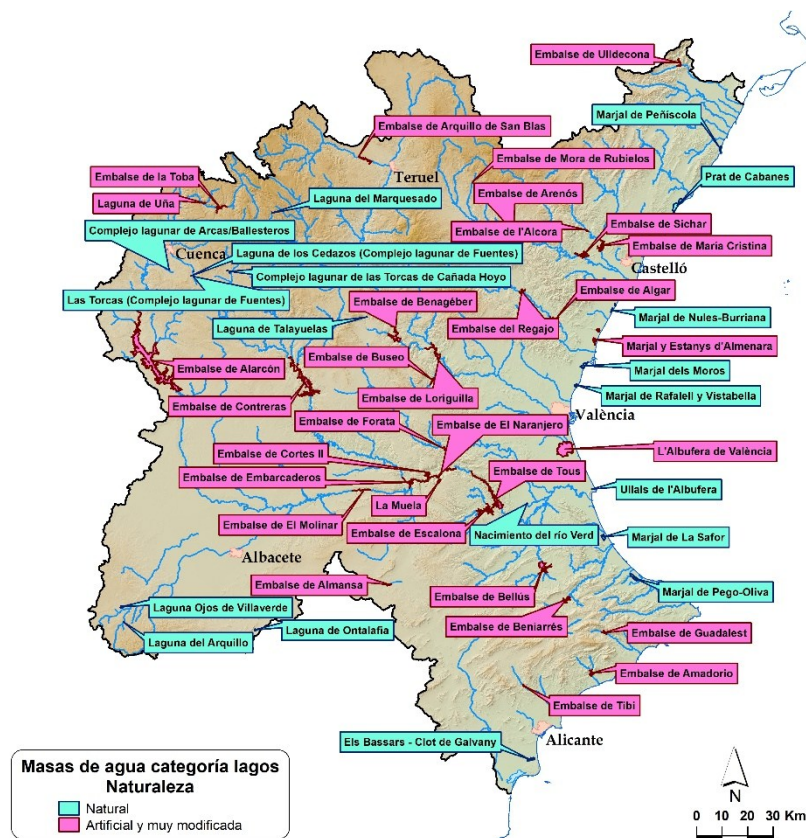 Embalse de Ulldecona
Marjal de Peñíscola
Embalse de Arquillo de San Blas
Embalse de Mora de Rubielos
Teruel
Embalse de la Toba
Prat de Cabanes
Laguna del Marquesado
Embalse de Arenós
Laguna de Uña
Embalse de Sichar
Complejo lagunar de Arcas/Ballesteros
Embalse de l'Alcora
Embalse de María Cristina
Cuenca
Laguna de los Cedazos (Complejo lagunar de Fuentes)
Castelló
Complejo lagunar de las Torcas de Cañada Hoyo
Embalse de Algar
Las Torcas (Complejo lagunar de Fuentes)
Embalse de Benagéber
Marjal de Nules-Burriana
Laguna de Talayuelas
Embalse del Regajo
Marjal y Estanys d'Almenara
Embalse de Buseo
Embalse de Alarcón
Marjal dels Moros
Embalse de Loriguilla
Marjal de Rafalell y Vistabella
Embalse de Contreras
València
Embalse de Forata
Embalse de El Naranjero
L'Albufera de València
Embalse de Cortes II
Embalse de Tous
Embalse de Embarcaderos
Ullals de l'Albufera
La Muela
Embalse de El Molinar
Embalse de Escalona
Nacimiento del río Verd
Marjal de La Safor
Albacete
Embalse de Almansa
Embalse de Bellús
Marjal de Pego-Oliva
Laguna Ojos de Villaverde
Embalse de Beniarrés
Laguna de Ontalafia
Embalse de Guadalest
Laguna del Arquillo
Embalse de Amadorio
Embalse de Tibi
Alicante
Els Bassars - Clot de Galvany
Masas de agua categoría lagos
Naturaleza
Natural
Artificial y muy modificada
N
0 10 20 30 Km